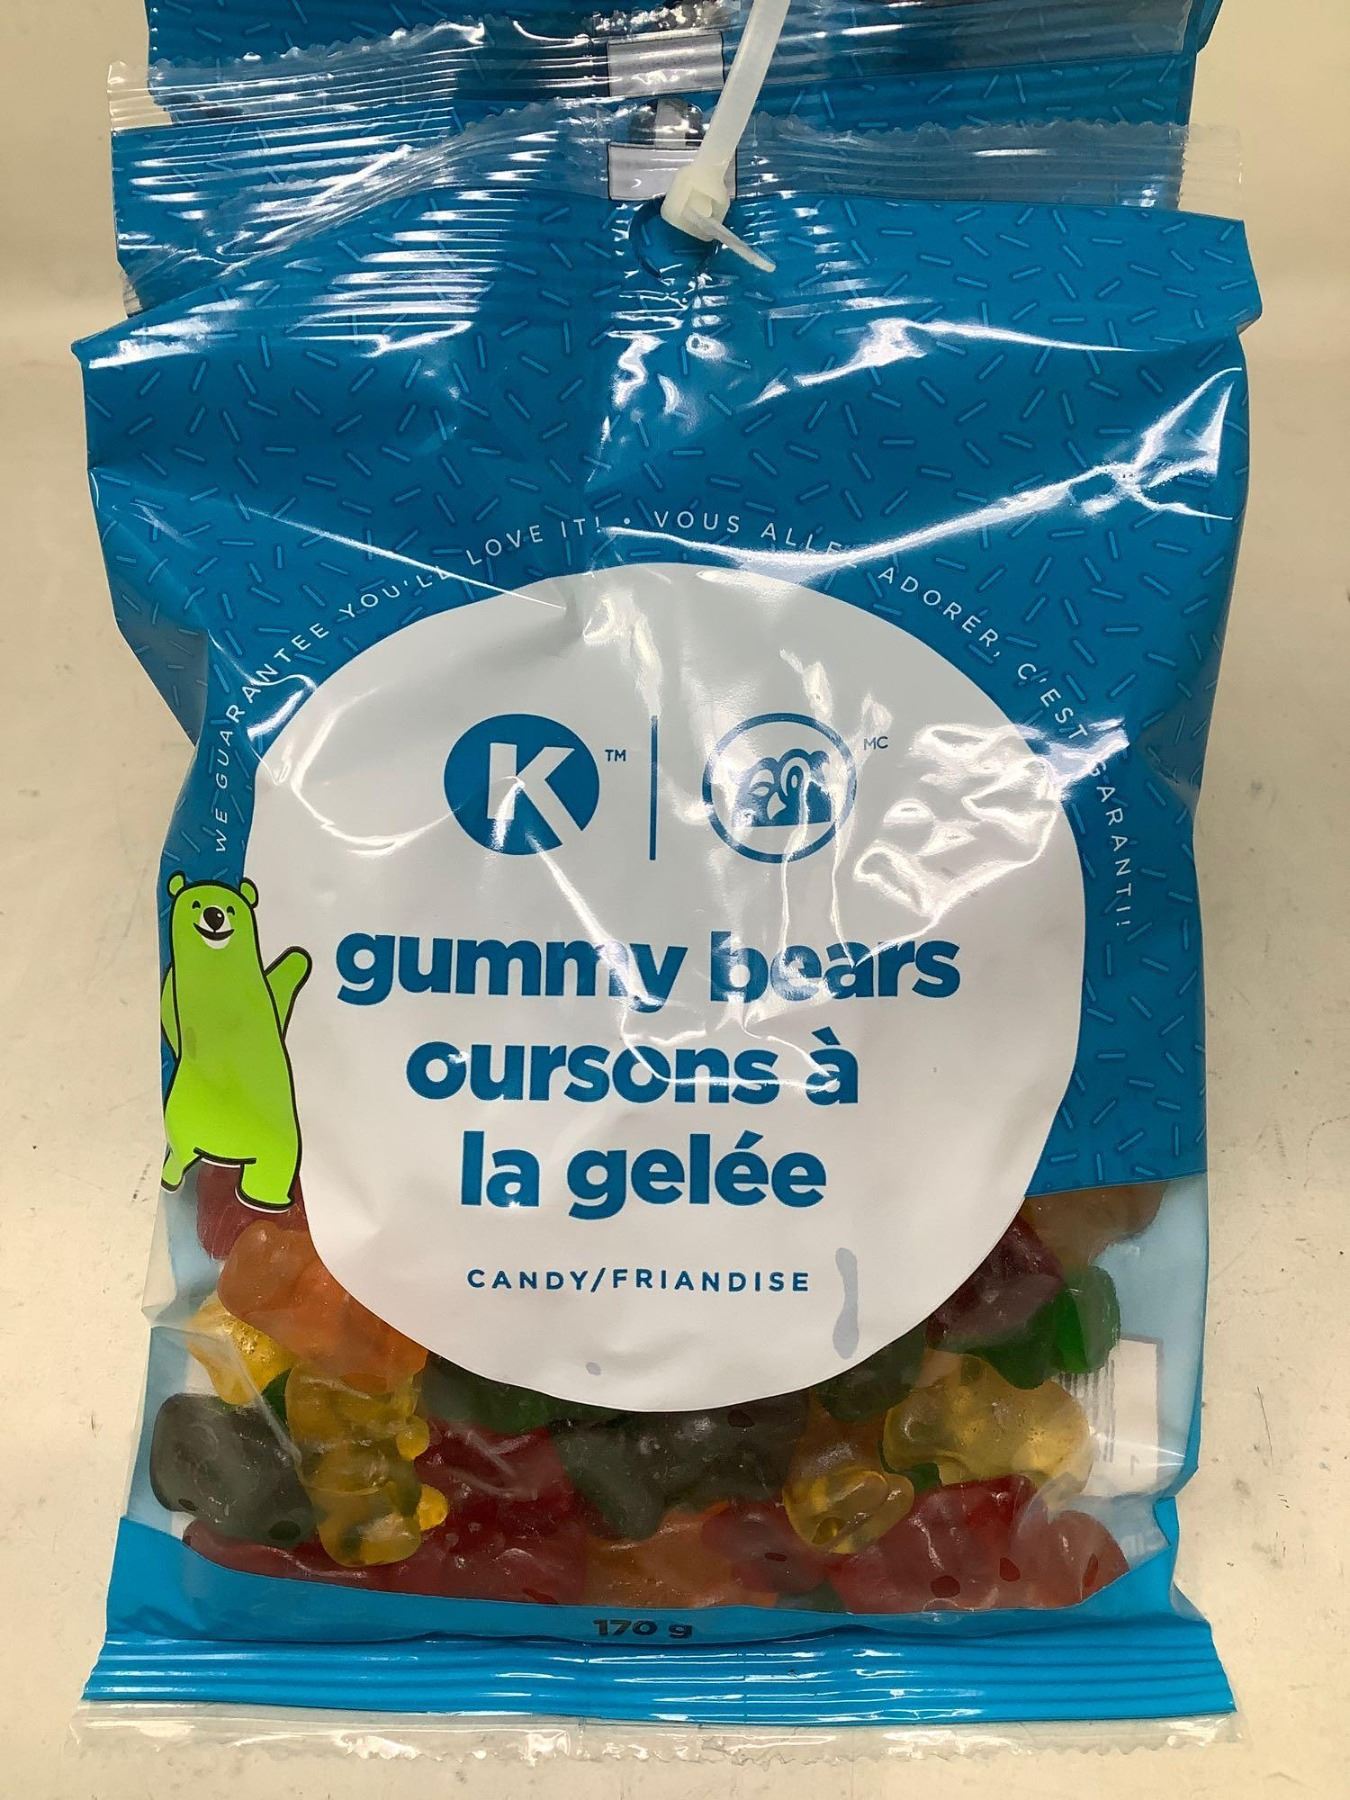 WE GUARANTEE YOU'LL LOVE IT! • VOUS ADORER, C'EST GARANTI!
K™ | MC
gummy bears
oursons à
la gelée
CANDY/FRIANDISE
170 g